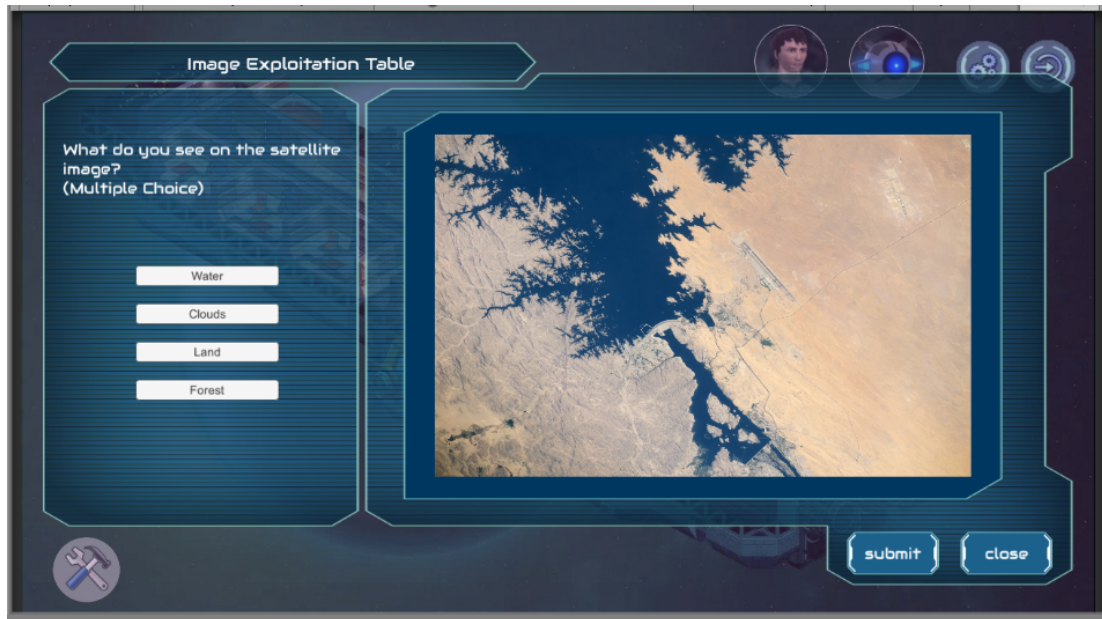 Image Exploitation Table
What do you see on the satellite
image?
(Multiple Choice)
Water
Clouds
Land
Forest
submit
close